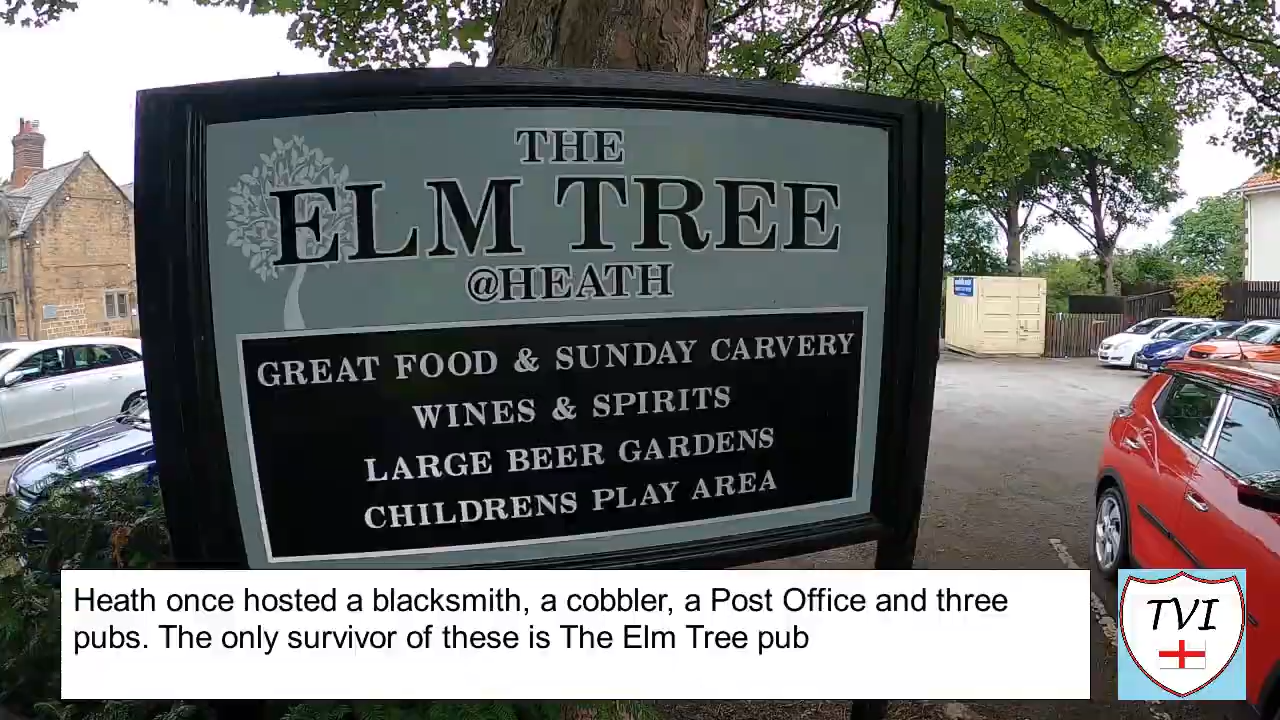 THE
ELM TREE
@HEATH
GREAT FOOD & SUNDAY CARVERY
WINES & SPIRITS
LARGE BEER GARDENS
CHILDRENS PLAY AREA
Heath once hosted a blacksmith, a cobbler, a Post Office and three
pubs. The only survivor of these is The Elm Tree pub
TVI